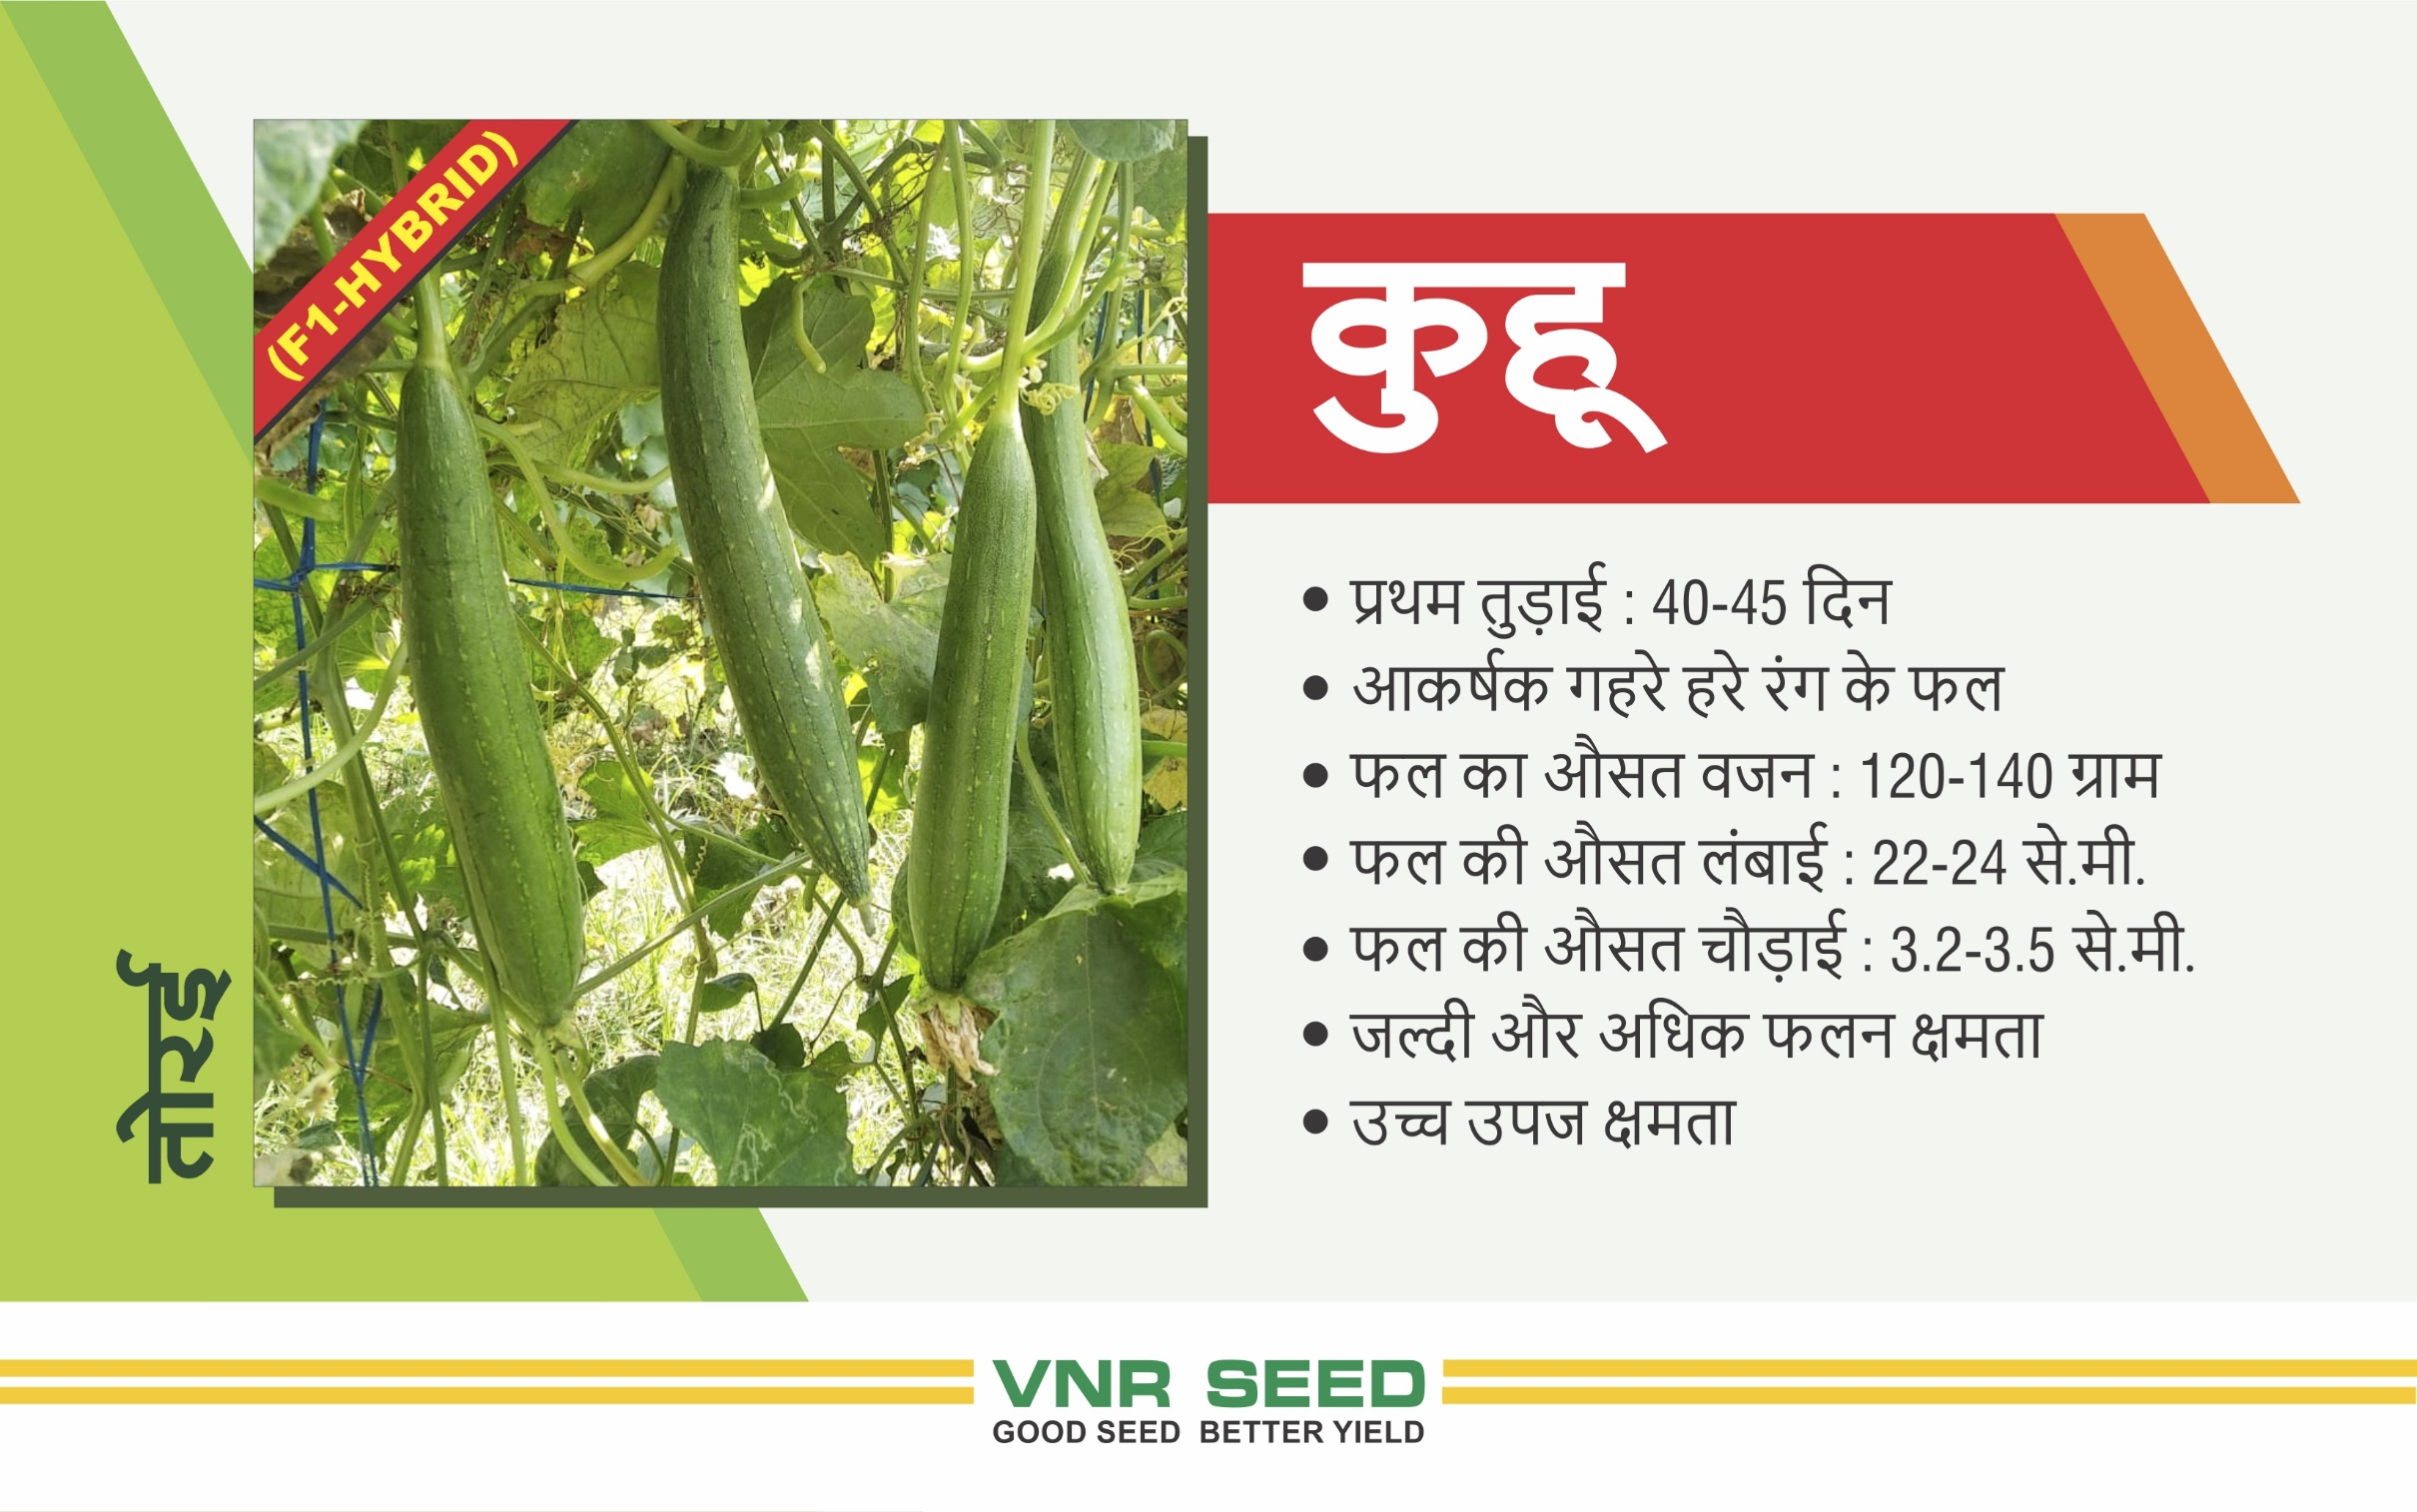 (F1-HYBRID))
तोरई
कुहू
• प्रथम तुड़ाई : 40-45 दिन
• आकर्षक गहरे हरे रंग के फल
• फल का औसत वजन : 120-140 ग्राम
• फल की औसत लंबाई : 22-24 से.मी.
• फल की औसत चौड़ाई : 3.2-3.5 से.मी.
• जल्दी और अधिक फलन क्षमता
• उच्च उपज क्षमता
VNR SEED
GOOD SEED BETTER YIELD